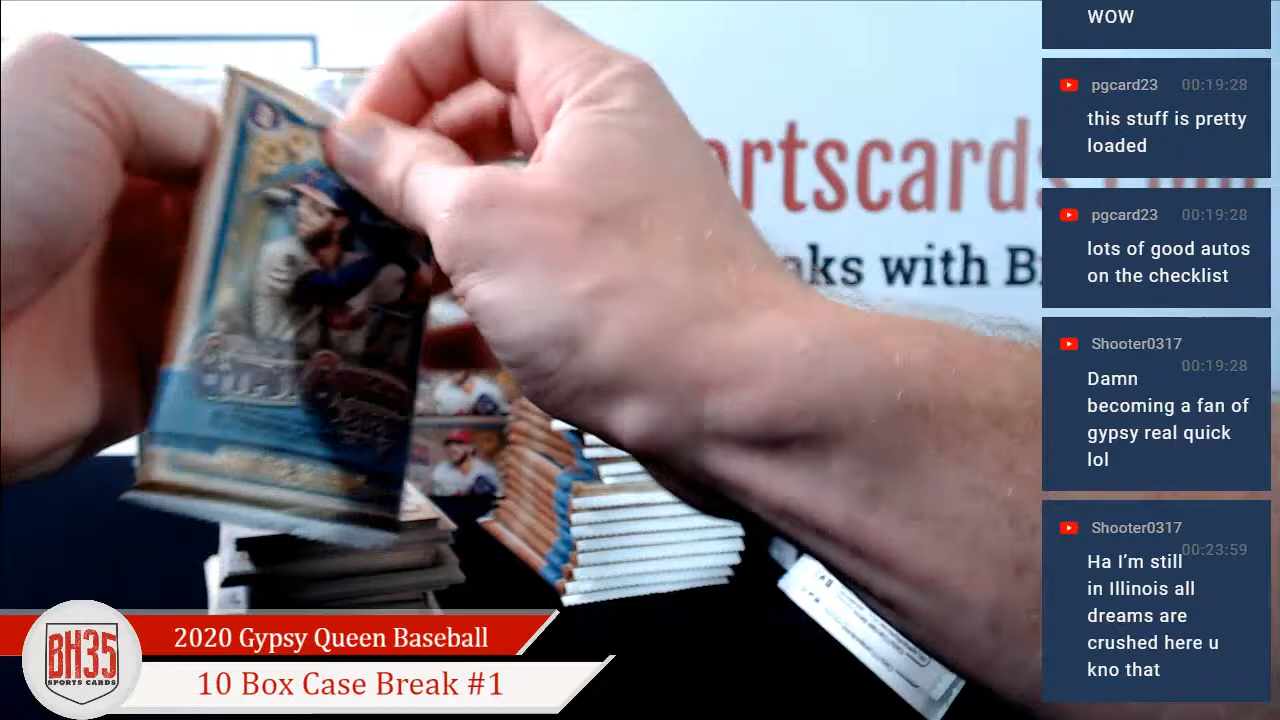 WOW
pgcard23 00:19:28
this stuff is pretty
loaded
pgcard23 00:19:28
lots of good autos
on the checklist
Shooter0317
00:19:28
Damn
becoming a fan of
gypsy real quick
lol
Shooter0317
00:23:59
Ha I’m still
in Illinois all
dreams are
crushed here u
kno that
BH35
SPORTS CARDS
2020 Gypsy Queen Baseball
10 Box Case Break #1